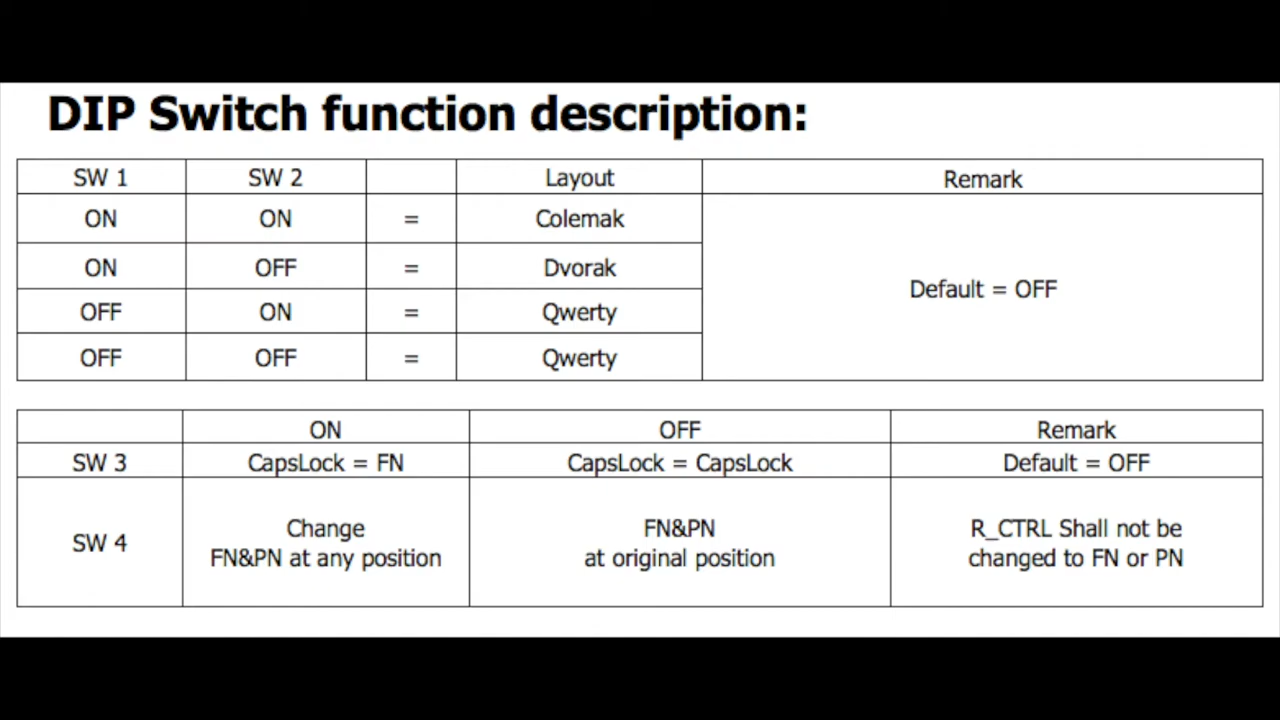 DIP Switch function description:
SW 1 SW 2 Layout Remark
ON ON = Colemak
ON OFF = Dvorak
Default = OFF
OFF ON = Qwerty
OFF OFF = Qwerty
ON OFF Remark
SW 3 CapsLock = FN CapsLock = CapsLock Default = OFF
SW 4
Change
FN&PN at any position
FN&PN
at original position
R_CTRL Shall not be
changed to FN or PN